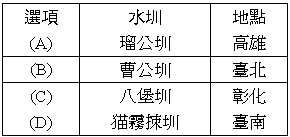 選項 水圳 地點
(A) 瑠公圳 高雄
(B) 曹公圳 臺北
(C) 八堡圳 彰化
(D) 猫霧捒圳 臺南